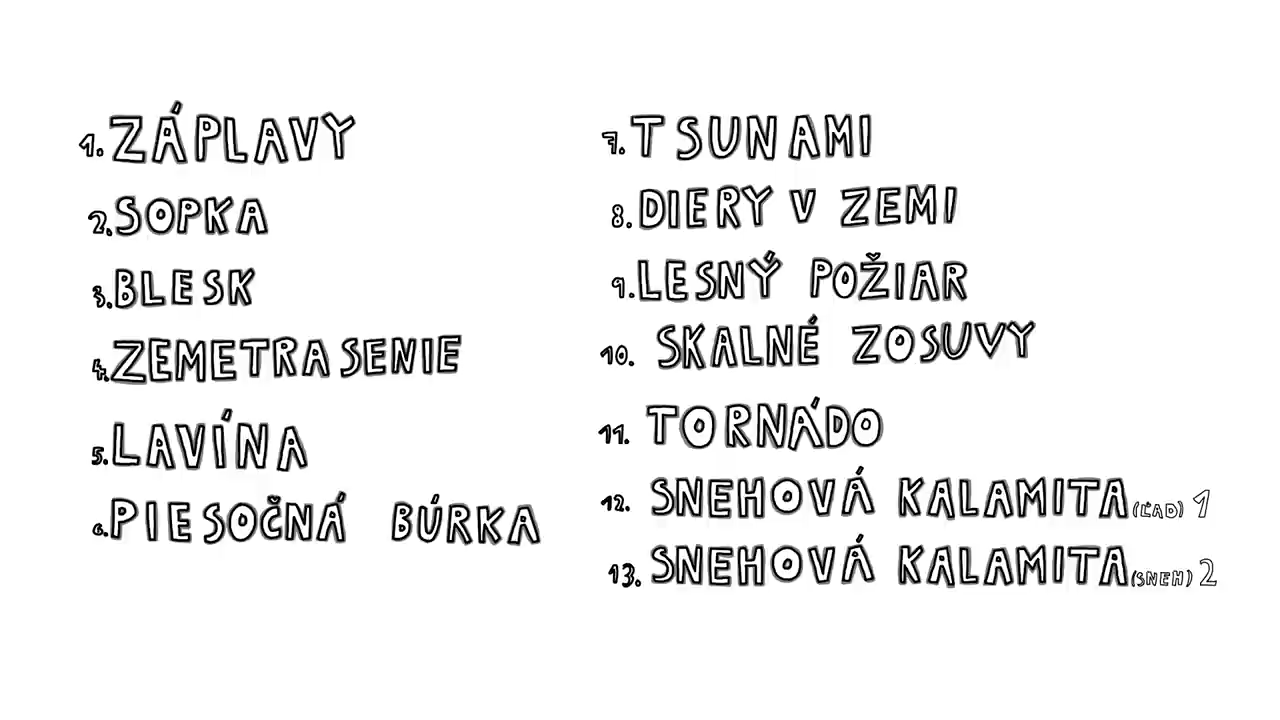 1. ZÁPLAVY
2. SOPKA
3. BLESK
4. ZEMETRASENIE
5. LAVÍNA
6. PIESOČNÁ BÚRKA
7. TSUNAMI
8. DIERY V ZEMI
9. LESNÝ POŽIAR
10. SKALNÉ ZOSUVY
11. TORNÁDO
12. SNEHOVÁ KALAMITA (ĽAD) 1
13. SNEHOVÁ KALAMITA (SNEH) 2